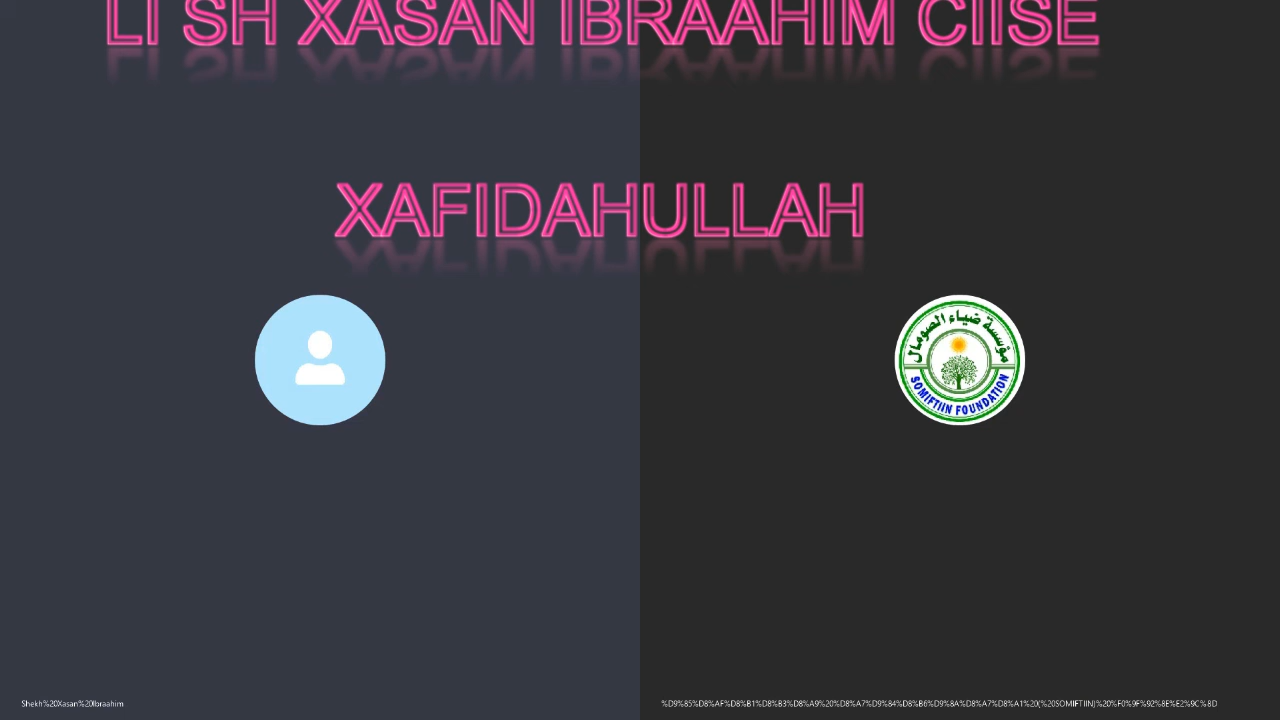 LI SH XASAN IBRAAHIM CIISE
XAFIDAHULLAH
مؤسسة ضياء الصومال
SOMIFTIIN FOUNDATION
Shekh%20Xasan%20Ibraahim
%D9%85%D8%AF%D8%B1%D8%B3%D8%A9%20%D8%A7%D9%84%D8%B6%D9%8A%D8%A7%D8%A1%20(%20SOMIIFTIIN)%20%F0%9F%92%8E%E2%9C%8D